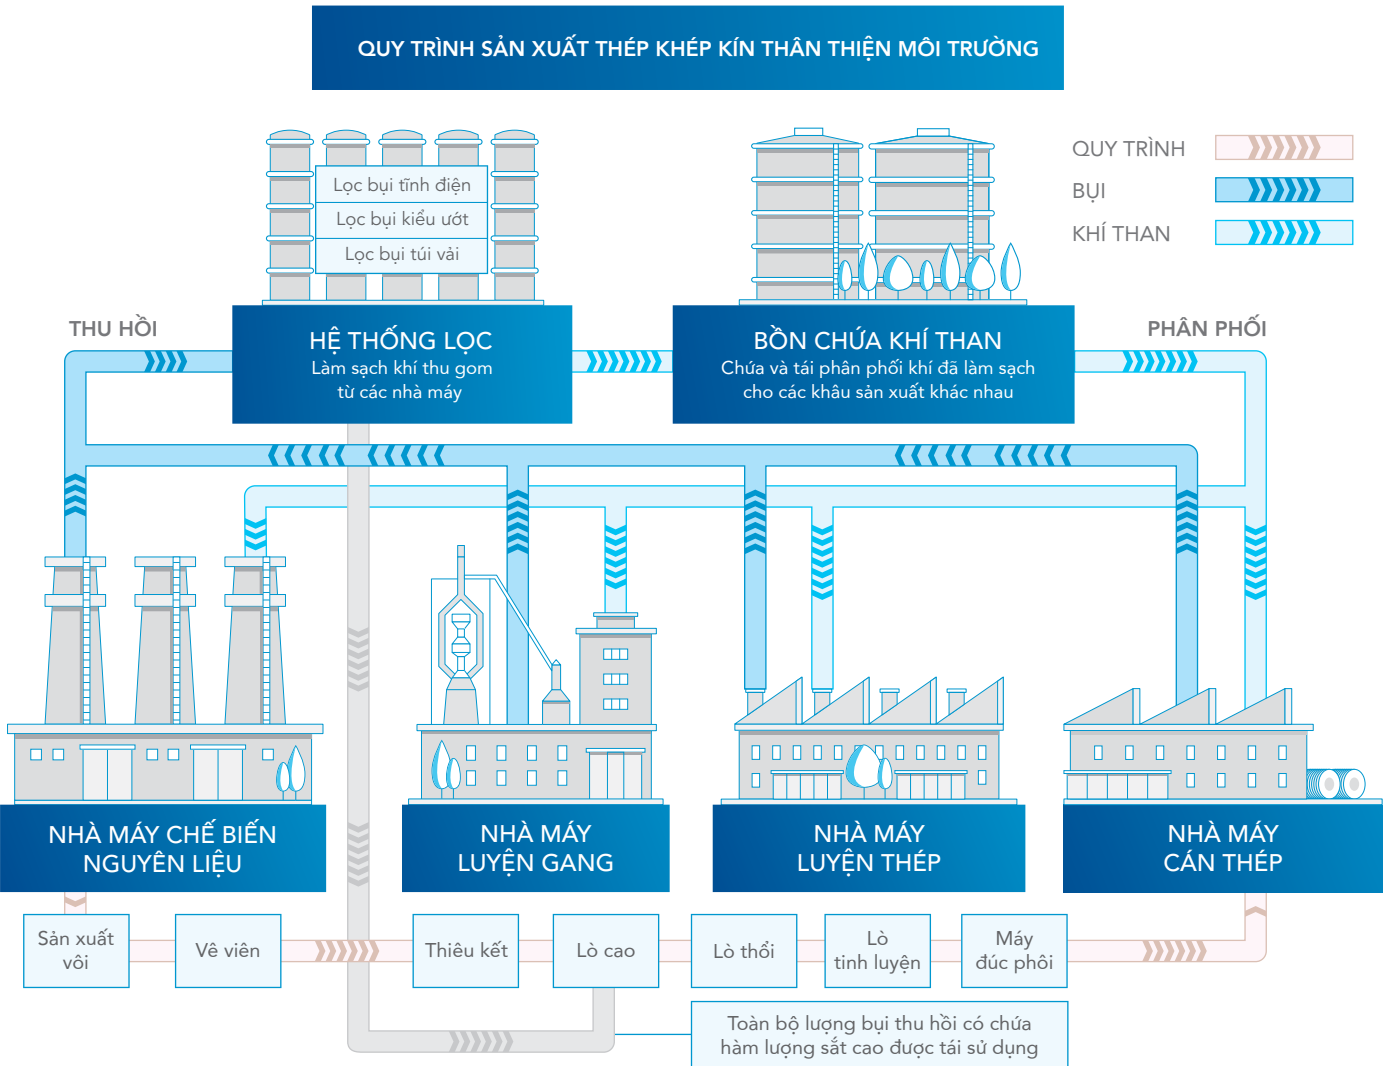 QUY TRÌNH SẢN XUẤT THÉP KHÉP KÍN THÂN THIỆN MÔI TRƯỜNG
QUY TRÌNH
BỤI
KHÍ THAN
Lọc bụi tĩnh điện
Lọc bụi kiểu ướt
Lọc bụi túi vải
THU HỒI
HỆ THỐNG LỌC
Làm sạch khí thu gom
từ các nhà máy
BỒN CHỨA KHÍ THAN
Chứa và tái phân phối khí đã làm sạch
cho các khâu sản xuất khác nhau
PHÂN PHỐI
NHÀ MÁY CHẾ BIẾN
NGUYÊN LIỆU
NHÀ MÁY
LUYỆN GANG
NHÀ MÁY
LUYỆN THÉP
NHÀ MÁY
CÁN THÉP
Sản xuất
vôi
Vê viên
Thiêu kết
Lò cao
Lò thổi
Lò
tinh luyện
Máy
đúc phôi
Toàn bộ lượng bụi thu hồi có chứa
hàm lượng sắt cao được tái sử dụng